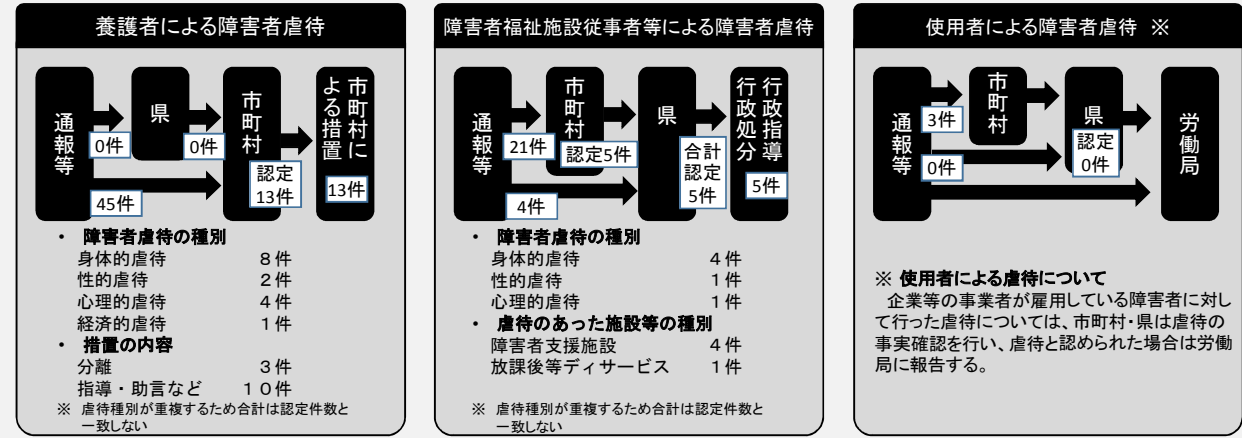 養護者による障害者虐待
通報等
県
市町村
市町村に
よる措置
0件
0件
認定
13件
13件
45件
・ 障害者虐待の種別
身体的虐待 8件
性的虐待 2件
心理的虐待 4件
経済的虐待 1件
・ 措置の内容
分離 3件
指導・助言など 10件
※ 虐待種別が重複するため合計は認定件数と
一致しない
障害者福祉施設従事者等による障害者虐待
通報等
市町村
県
行政指導
行政処分
21件
認定5件
合計
認定
5件
5件
4件
・ 障害者虐待の種別
身体的虐待 4件
性的虐待 1件
心理的虐待 1件
・ 虐待のあった施設等の種別
障害者支援施設 4件
放課後等ディサービス 1件
※ 虐待種別が重複するため合計は認定件数と
一致しない
使用者による障害者虐待 ※
通報等
市町村
県
労働局
3件
認定
0件
0件
※ 使用者による虐待について
企業等の事業者が雇用している障害者に対し
て行った虐待については、市町村・県は虐待の
事実確認を行い、虐待と認められた場合は労働
局に報告する。